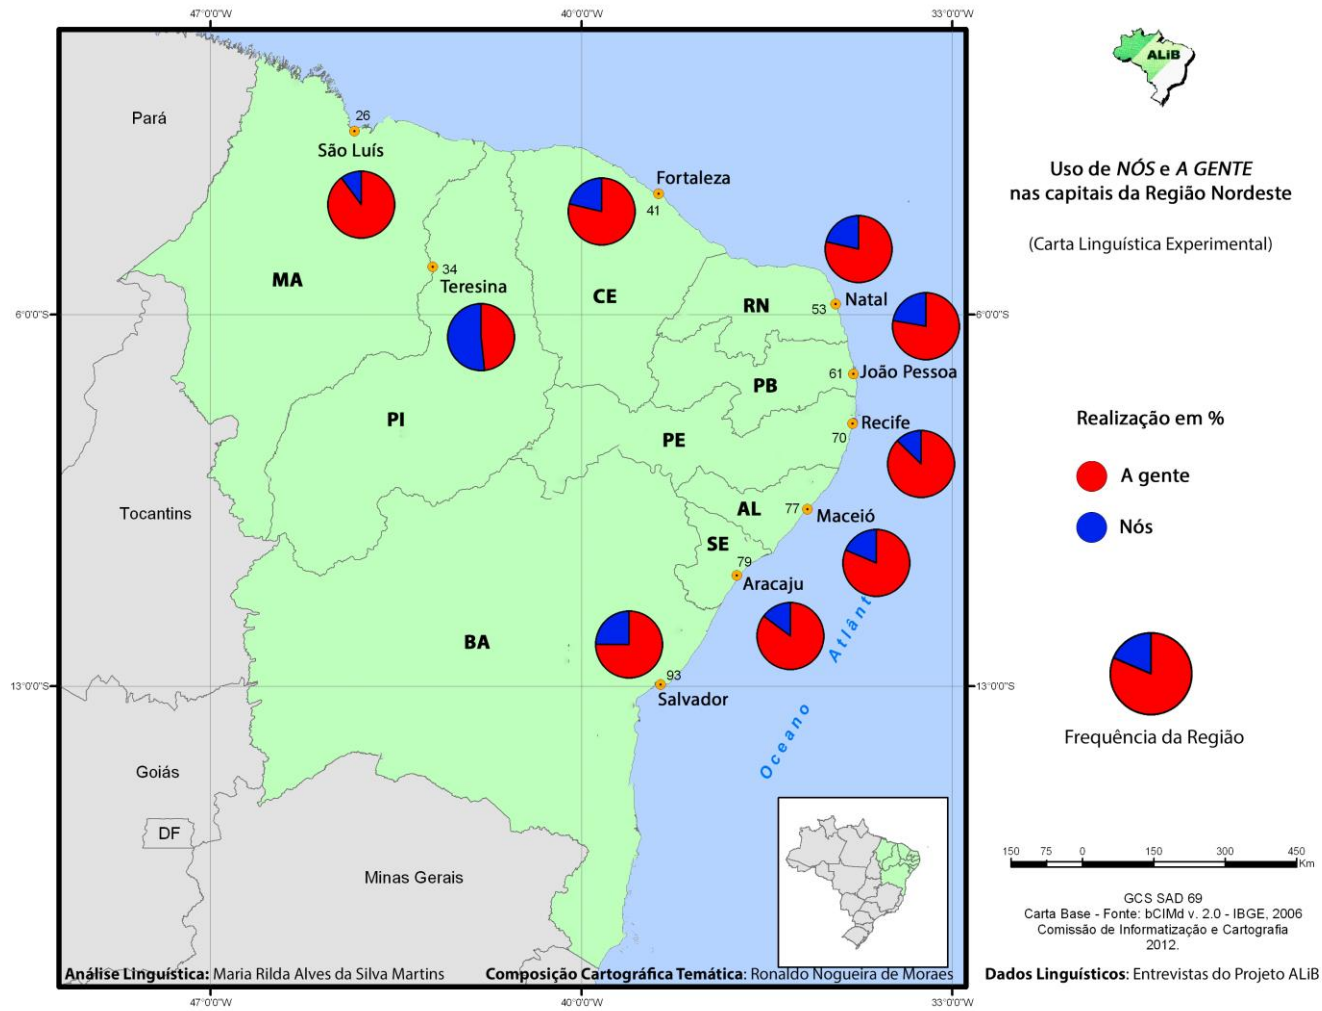 47°0'0"W
40°0'0"W
33°0'0"W
ALiB
Pará
26
São Luís
Fortaleza
41
Uso de NÓS e A GENTE
nas capitais da Região Nordeste
(Carta Linguística Experimental)
34
Teresina
MA
CE
RN
53
Natal
6°0'0"S
6°0'0"S
61
João Pessoa
PB
PI
PE
70
Recife
Realização em %
A gente
Nós
Tocantins
AL
77
Maceió
SE
79
Aracaju
BA
Atlânt
93
Salvador
13°0'0"S
13°0'0"S
Oceano
Frequência da Região
Goiás
DF
Minas Gerais
150 75 0 150 300 450
Km
GCS SAD 69
Carta Base - Fonte: bCIMd v. 2.0 - IBGE, 2006
Comissão de Informatização e Cartografia
2012.
Análise Linguística: Maria Rilda Alves da Silva Martins
Composição Cartográfica Temática: Ronaldo Nogueira de Moraes
Dados Linguísticos: Entrevistas do Projeto ALiB
47°0'0"W
40°0'0"W
33°0'0"W